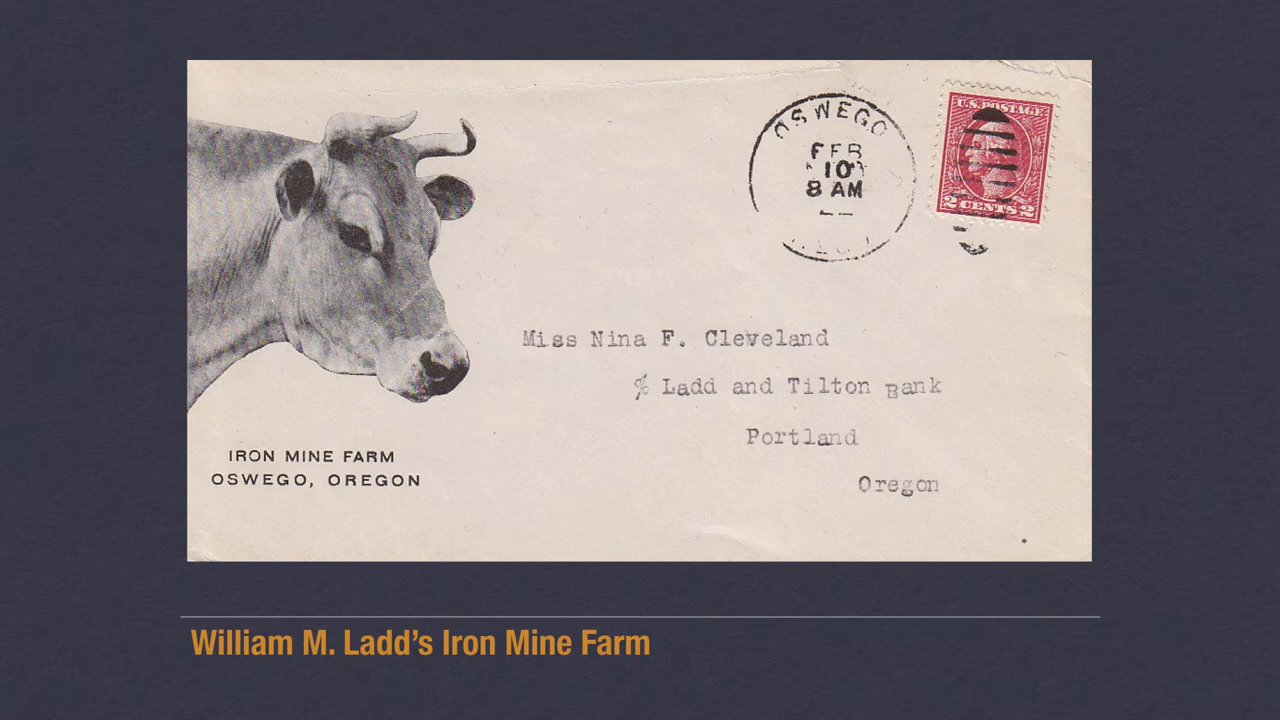 OSWEGO
FEB
10
8 AM
U.S. POSTAGE
2 CENTS 2
Miss Nina F. Cleveland
% Ladd and Tilton Bank
Portland
Oregon
IRON MINE FARM
OSWEGO, OREGON
William M. Ladd's Iron Mine Farm